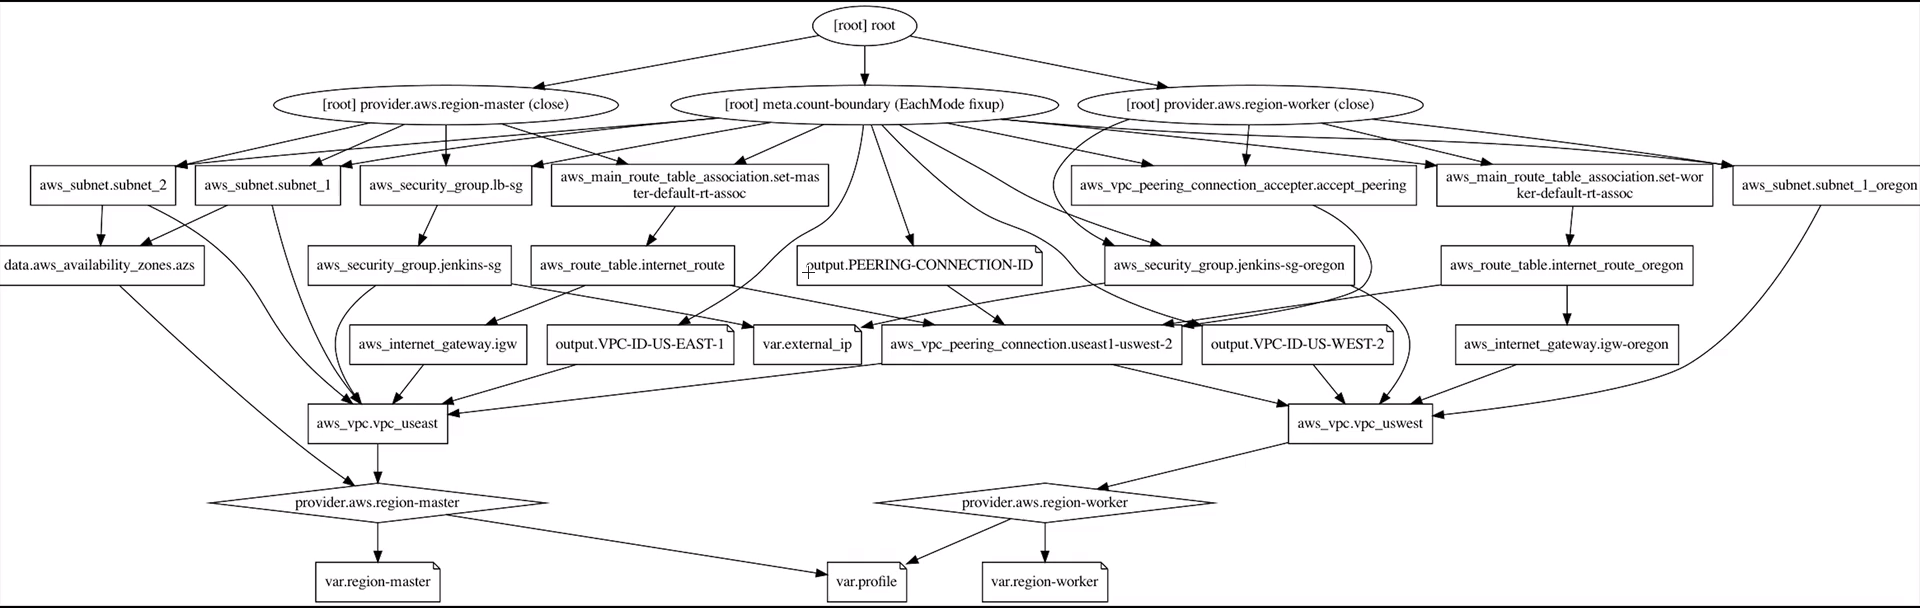 [root] root
[root] provider.aws.region-master (close)
[root] meta.count-boundary (EachMode fixup)
[root] provider.aws.region-worker (close)
aws_subnet.subnet_2
aws_subnet.subnet_1
aws_security_group.lb-sg
aws_main_route_table_association.set-mas
ter-default-rt-assoc
aws_vpc_peering_connection_accepter.accept_peering
aws_main_route_table_association.set-wor
ker-default-rt-assoc
aws_subnet.subnet_1_oregon
data.aws_availability_zones.azs
aws_security_group.jenkins-sg
aws_route_table.internet_route
output.PEERING-CONNECTION-ID
aws_security_group.jenkins-sg-oregon
aws_route_table.internet_route_oregon
aws_internet_gateway.igw
output.VPC-ID-US-EAST-1
var.external_ip
aws_vpc_peering_connection.useast1-uswest-2
output.VPC-ID-US-WEST-2
aws_internet_gateway.igw-oregon
aws_vpc.vpc_useast
aws_vpc.vpc_uswest
provider.aws.region-master
provider.aws.region-worker
var.region-master
var.profile
var.region-worker